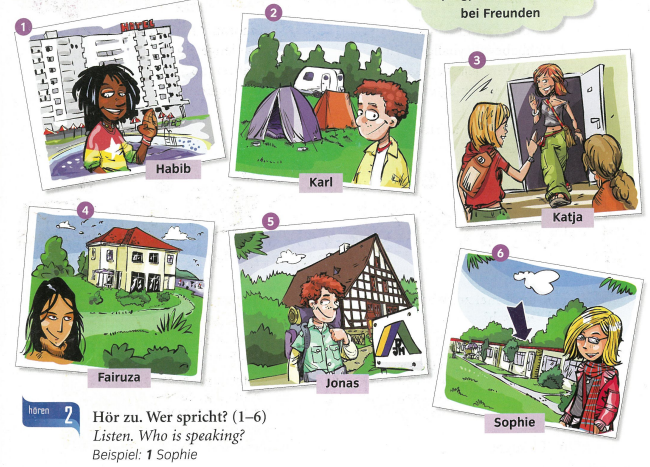 bei Freunden
1
HOTEL
Habib
2
Karl
3
Katja
4
Fairuza
5
DJH
Jonas
6
Sophie
hören 2
Hör zu. Wer spricht? (1–6)
Listen. Who is speaking?
Beispiel: 1 Sophie